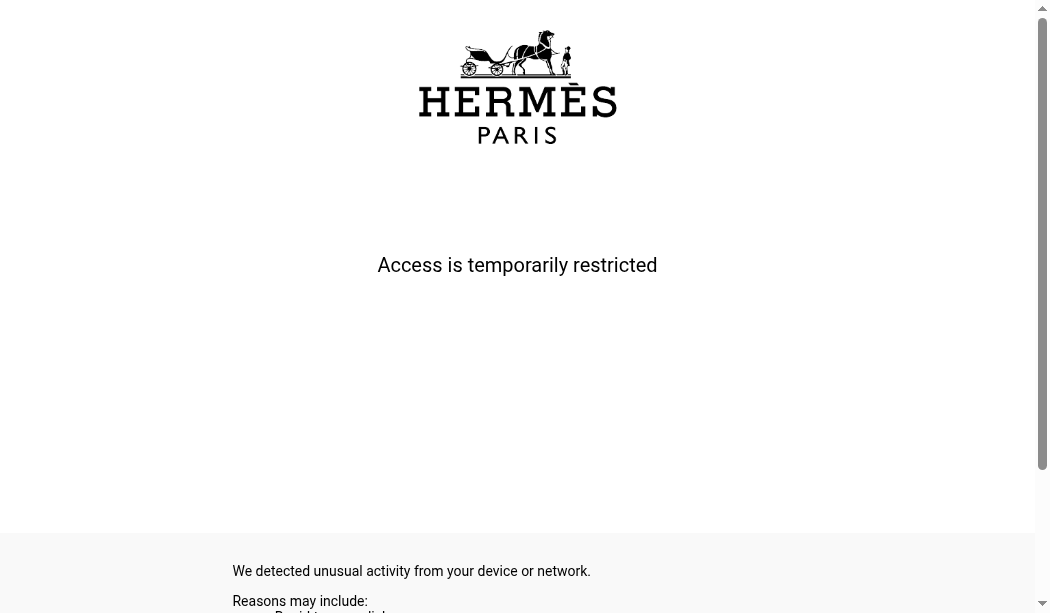 HERMÈS
PARIS
Access is temporarily restricted
We detected unusual activity from your device or network.
Reasons may include: